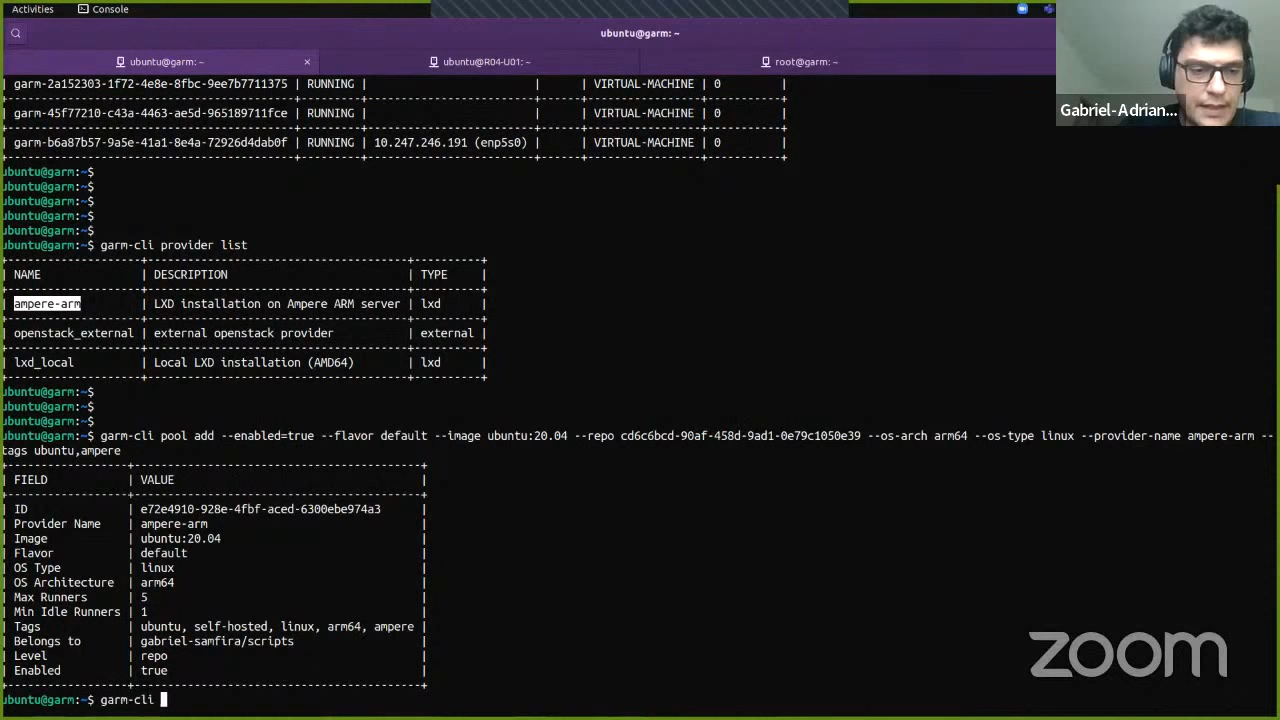 Activities Console
ubuntu@garm: ~
ubuntu@garm: ~ × ubuntu@R04-U01: ~ root@garm: ~
Gabriel-Adrian...
| garm-2a152303-1f72-4e8e-8fbc-9ee7b7711375 | RUNNING | | | VIRTUAL-MACHINE | 0 |
| garm-45f77210-c43a-4463-ae5d-965189711fce | RUNNING | | | VIRTUAL-MACHINE | 0 |
| garm-b6a87b57-9a5e-41a1-8e4a-72926d4dab0f | RUNNING | 10.247.246.191 (enp5s0) | | VIRTUAL-MACHINE | 0 |
ubuntu@garm:~$
ubuntu@garm:~$
ubuntu@garm:~$
ubuntu@garm:~$
ubuntu@garm:~$
ubuntu@garm:~$ garm-cli provider list
| NAME | DESCRIPTION | TYPE |
| ampere-arm | LXD installation on Ampere ARM server | lxd |
| openstack_external | external openstack provider | external |
| lxd_local | Local LXD installation (AMD64) | lxd |
ubuntu@garm:~$
ubuntu@garm:~$
ubuntu@garm:~$
ubuntu@garm:~$ garm-cli pool add --enabled=true --flavor default --image ubuntu:20.04 --repo cd6c6bcd-90af-458d-9ad1-0e79c1050e39 --os-arch arm64 --os-type linux --provider-name ampere-arm --
tags ubuntu,ampere
| FIELD | VALUE |
| ID | e72e4910-928e-4fbf-aced-6300ebe974a3 |
| Provider Name | ampere-arm |
| Image | ubuntu:20.04 |
| Flavor | default |
| OS Type | linux |
| OS Architecture | arm64 |
| Max Runners | 5 |
| Min Idle Runners | 1 |
| Tags | ubuntu, self-hosted, linux, arm64, ampere |
| Belongs to | gabriel-samfira/scripts |
| Level | repo |
| Enabled | true |
ubuntu@garm:~$ garm-cli
zoom